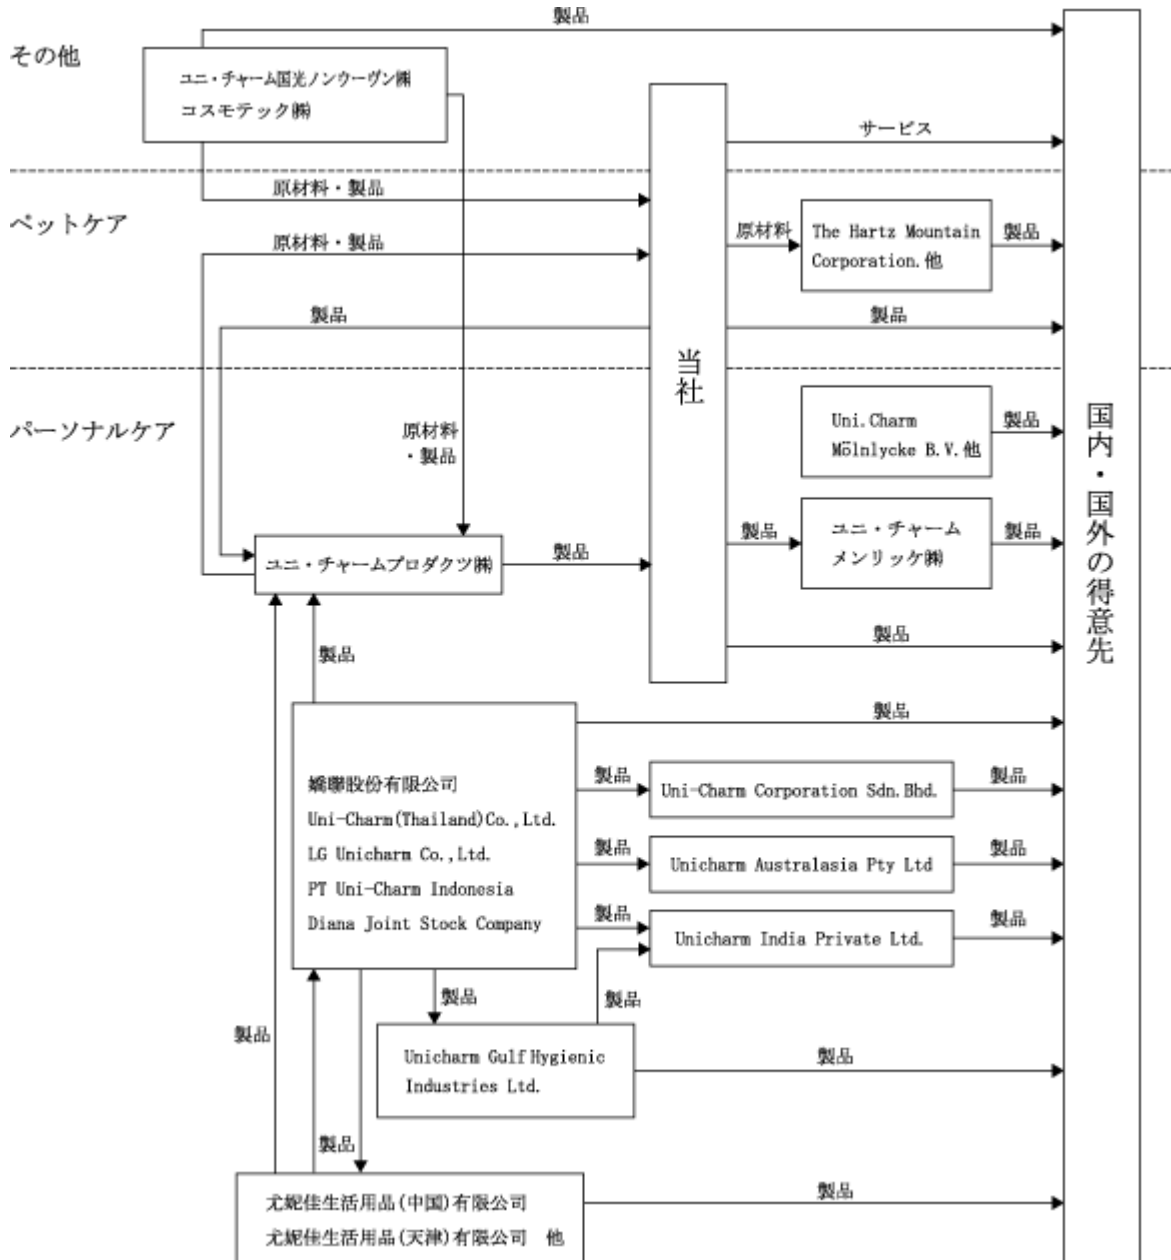 製品
その他
ユニ・チャーム国光ノンウーヴン㈱
コスモテック㈱
サービス
原材料・製品
ペットケア
原材料・製品
原材料
The Hartz Mountain
Corporation.他
製品
製品
製品
当社
パーソナルケア
原材料
・製品
Uni.Charm
Mölnlycke B.V.他
製品
国内・国外の得意先
ユニ・チャームプロダクツ㈱
製品
製品
ユニ・チャーム
メンリッケ㈱
製品
製品
製品
製品
嬌聯股份有限公司
Uni-Charm(Thailand)Co.,Ltd.
LG Unicharm Co.,Ltd.
PT Uni-Charm Indonesia
Diana Joint Stock Company
製品
Uni-Charm Corporation Sdn.Bhd.
製品
製品
Unicharm Australasia Pty Ltd
製品
製品
Unicharm India Private Ltd.
製品
製品
製品
製品
Unicharm Gulf Hygienic
Industries Ltd.
製品
製品
尤妮佳生活用品(中国)有限公司
尤妮佳生活用品(天津)有限公司 他
製品